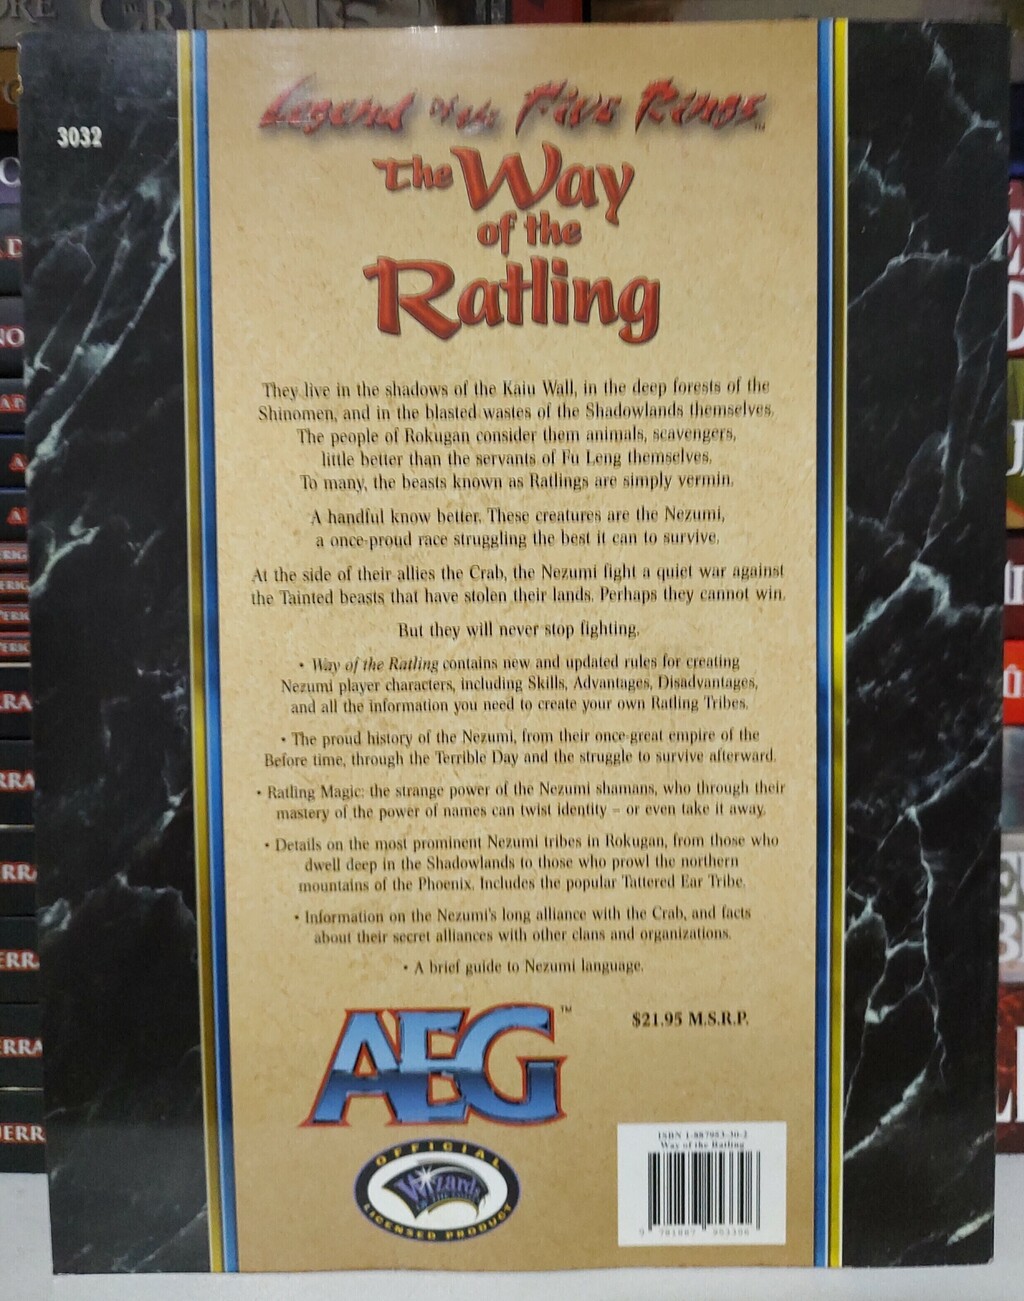 3032
Legend of the Five Rings
The Way
of the
Ratling
They live in the shadows of the Kaiu Wall, in the deep forests of the
Shinomen, and in the blasted wastes of the Shadowlands themselves.
The people of Rokugan consider them animals, scavengers,
little better than the servants of Fu Leng themselves.
To many, the beasts known as Ratlings are simply vermin.
A handful know better. These creatures are the Nezumi,
a once-proud race struggling the best it can to survive.
At the side of their allies the Crab, the Nezumi fight a quiet war against
the Tainted beasts that have stolen their lands. Perhaps they cannot win.
But they will never stop fighting.
• Way of the Ratling contains new and updated rules for creating
Nezumi player characters, including Skills, Advantages, Disadvantages,
and all the information you need to create your own Ratling Tribes.
• The proud history of the Nezumi, from their once-great empire of the
Before time, through the Terrible Day and the struggle to survive afterward.
• Ratling Magic: the strange power of the Nezumi shamans, who through their
mastery of the power of names can twist identity – or even take it away.
• Details on the most prominent Nezumi tribes in Rokugan, from those who
dwell deep in the Shadowlands to those who prowl the northern
mountains of the Phoenix. Includes the popular Tattered Ear Tribe.
• Information on the Nezumi's long alliance with the Crab, and facts
about their secret alliances with other clans and organizations.
• A brief guide to Nezumi language.
AEG™
$21.95 M.S.R.P.
OFFICIAL
Wizards
OF THE COAST
LICENSED PRODUCT
ISBN 1-887953-30-2
Way of the Ratling